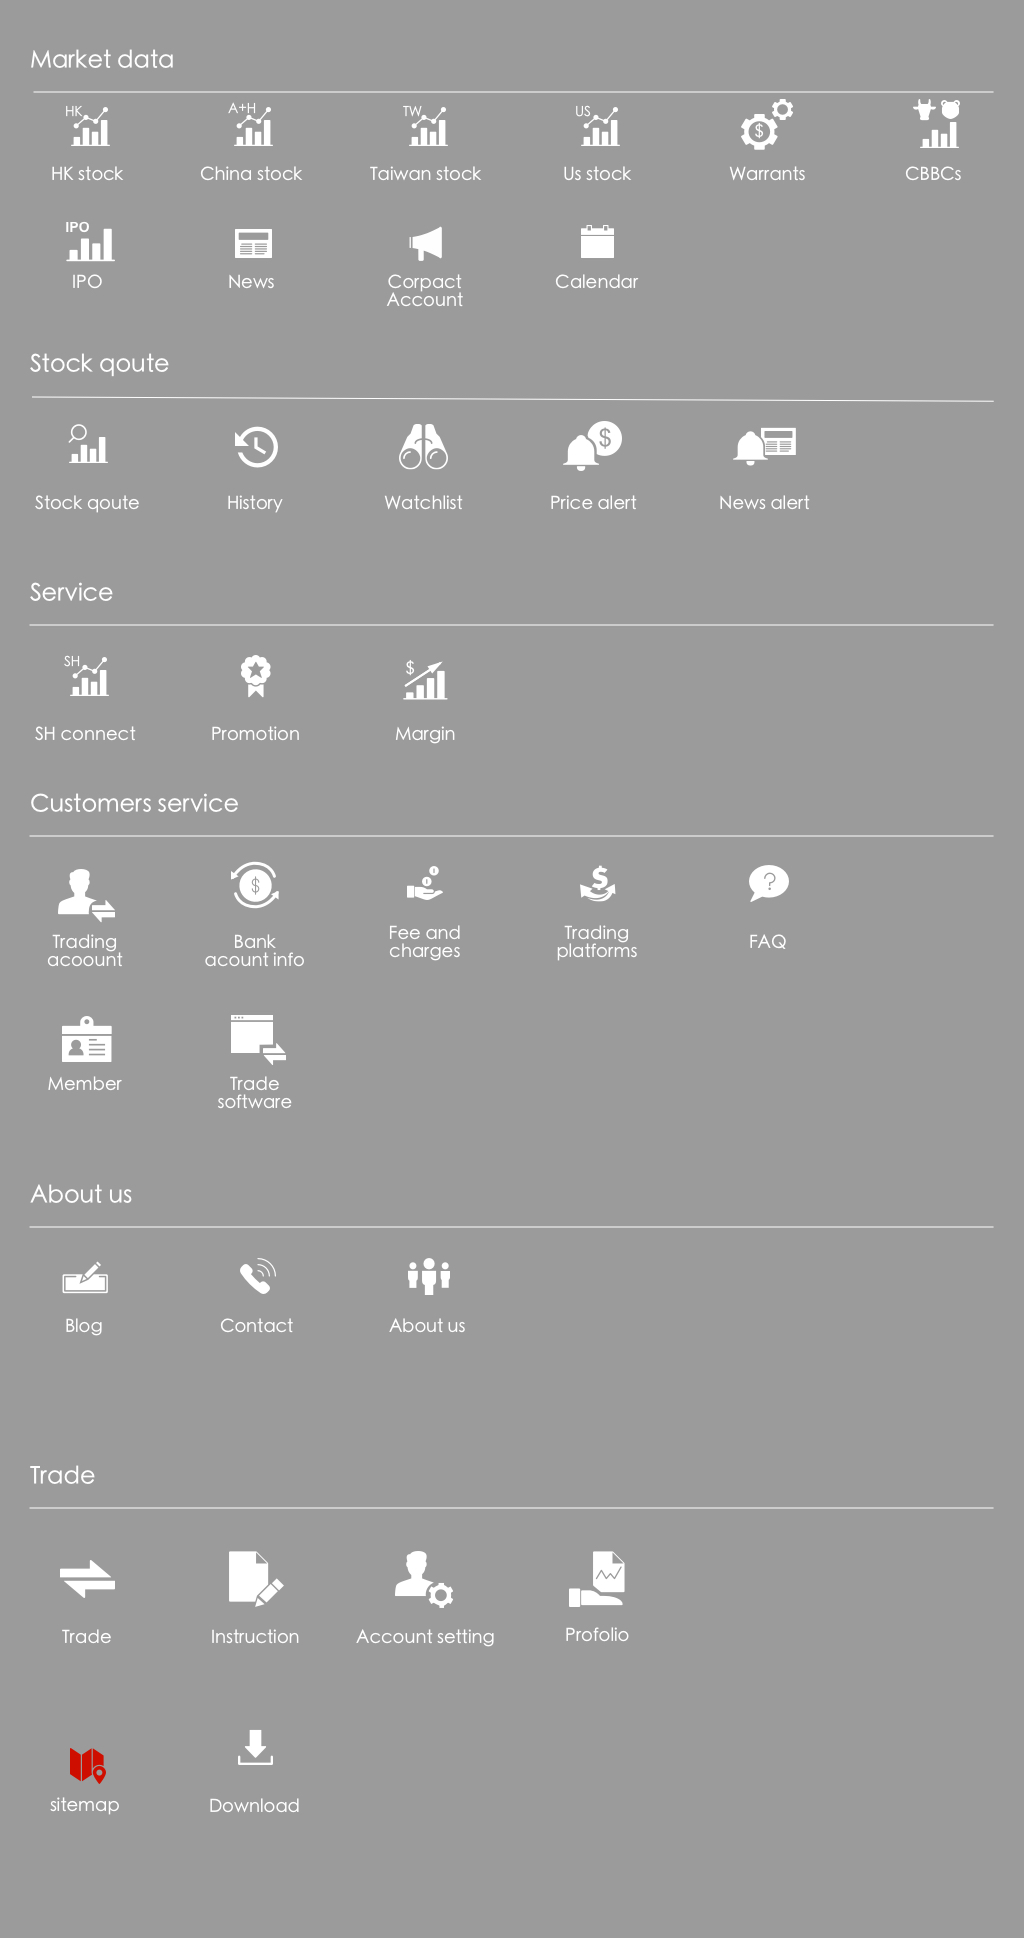 Market data
HK
A+H
TW
US
$
HK stock
China stock
Taiwan stock
Us stock
Warrants
CBBCs
IPO
IPO
News
Corpact
Account
Calendar
Stock qoute
$
Stock qoute
History
Watchlist
Price alert
News alert
Service
SH
$
SH connect
Promotion
Margin
Customers service
$
$
?
Trading
acoount
Bank
acount info
Fee and
charges
Trading
platforms
FAQ
Member
Trade
software
About us
Blog
Contact
About us
Trade
Trade
Instruction
Account setting
Profolio
sitemap
Download